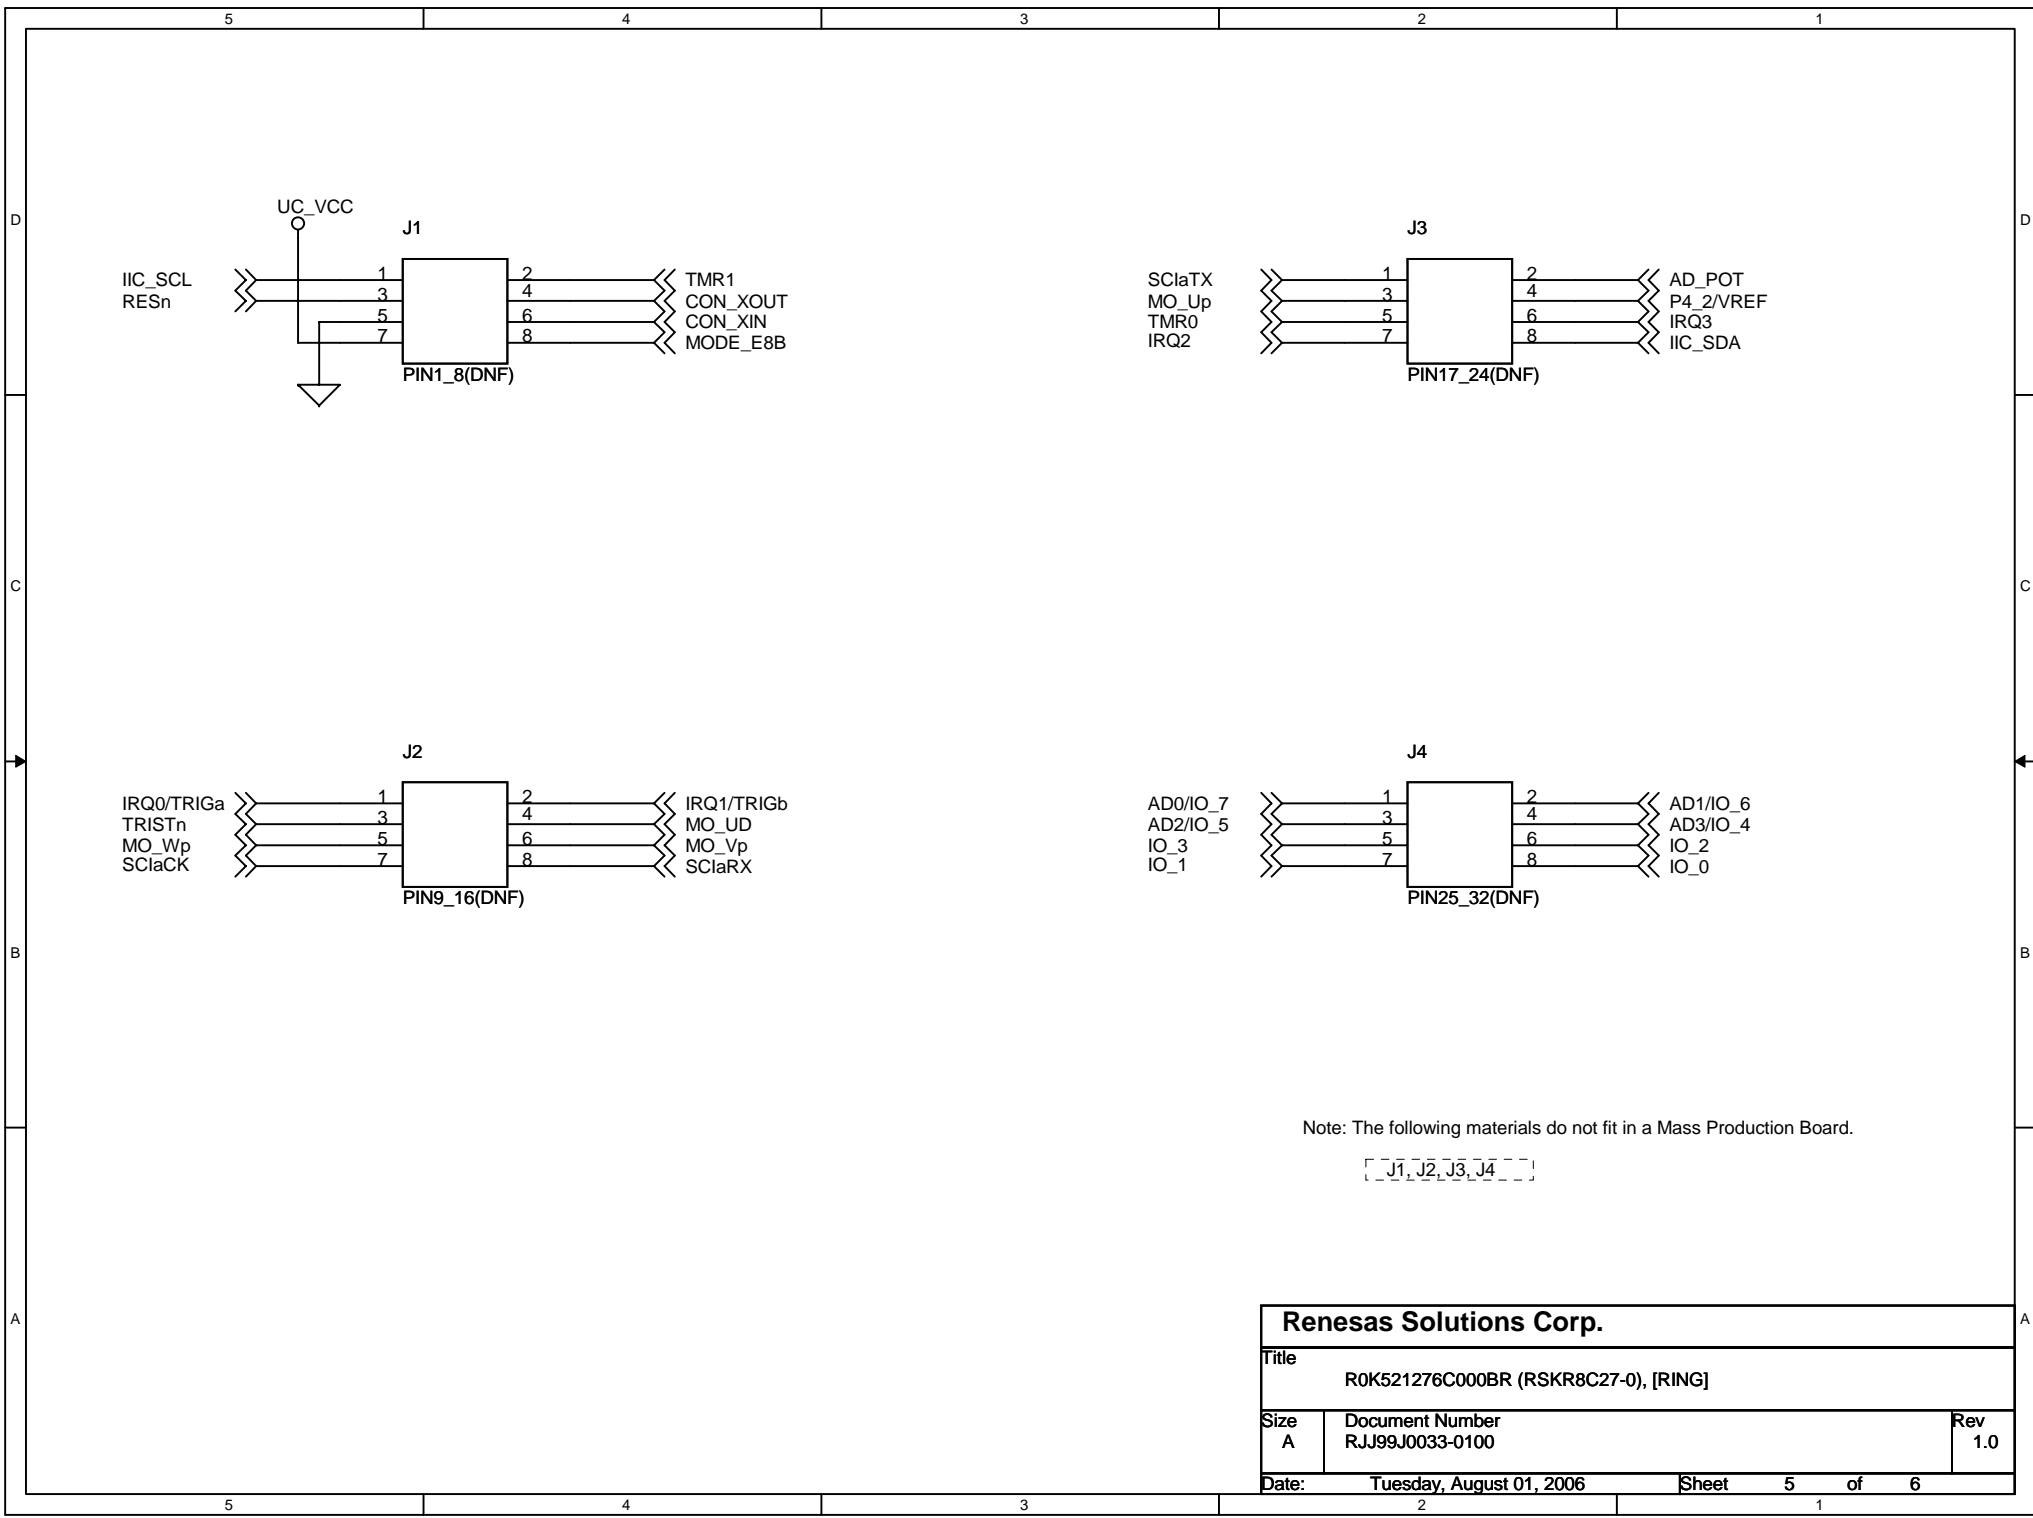 5 4 3 2 1
D D
UC_VCC
J1
IIC_SCL 1 2 TMR1
RESn 3 4 CON_XOUT
5 6 CON_XIN
7 8 MODE_E8B
PIN1_8(DNF)
J3
SCIaTX 1 2 AD_POT
MO_Up 3 4 P4_2/VREF
TMR0 5 6 IRQ3
IRQ2 7 8 IIC_SDA
PIN17_24(DNF)
C C
J2
IRQ0/TRIGa 1 2 IRQ1/TRIGb
TRISTn 3 4 MO_UD
MO_Wp 5 6 MO_Vp
SCIaCK 7 8 SCIaRX
PIN9_16(DNF)
J4
AD0/IO_7 1 2 AD1/IO_6
AD2/IO_5 3 4 AD3/IO_4
IO_3 5 6 IO_2
IO_1 7 8 IO_0
PIN25_32(DNF)
B B
Note: The following materials do not fit in a Mass Production Board.
J1, J2, J3, J4
A A
Renesas Solutions Corp.
Title
R0K521276C000BR (RSKR8C27-0), [RING]
Size Document Number Rev
A RJJ99J0033-0100 1.0
Date: Tuesday, August 01, 2006 Sheet 5 of 6
5 4 3 2 1